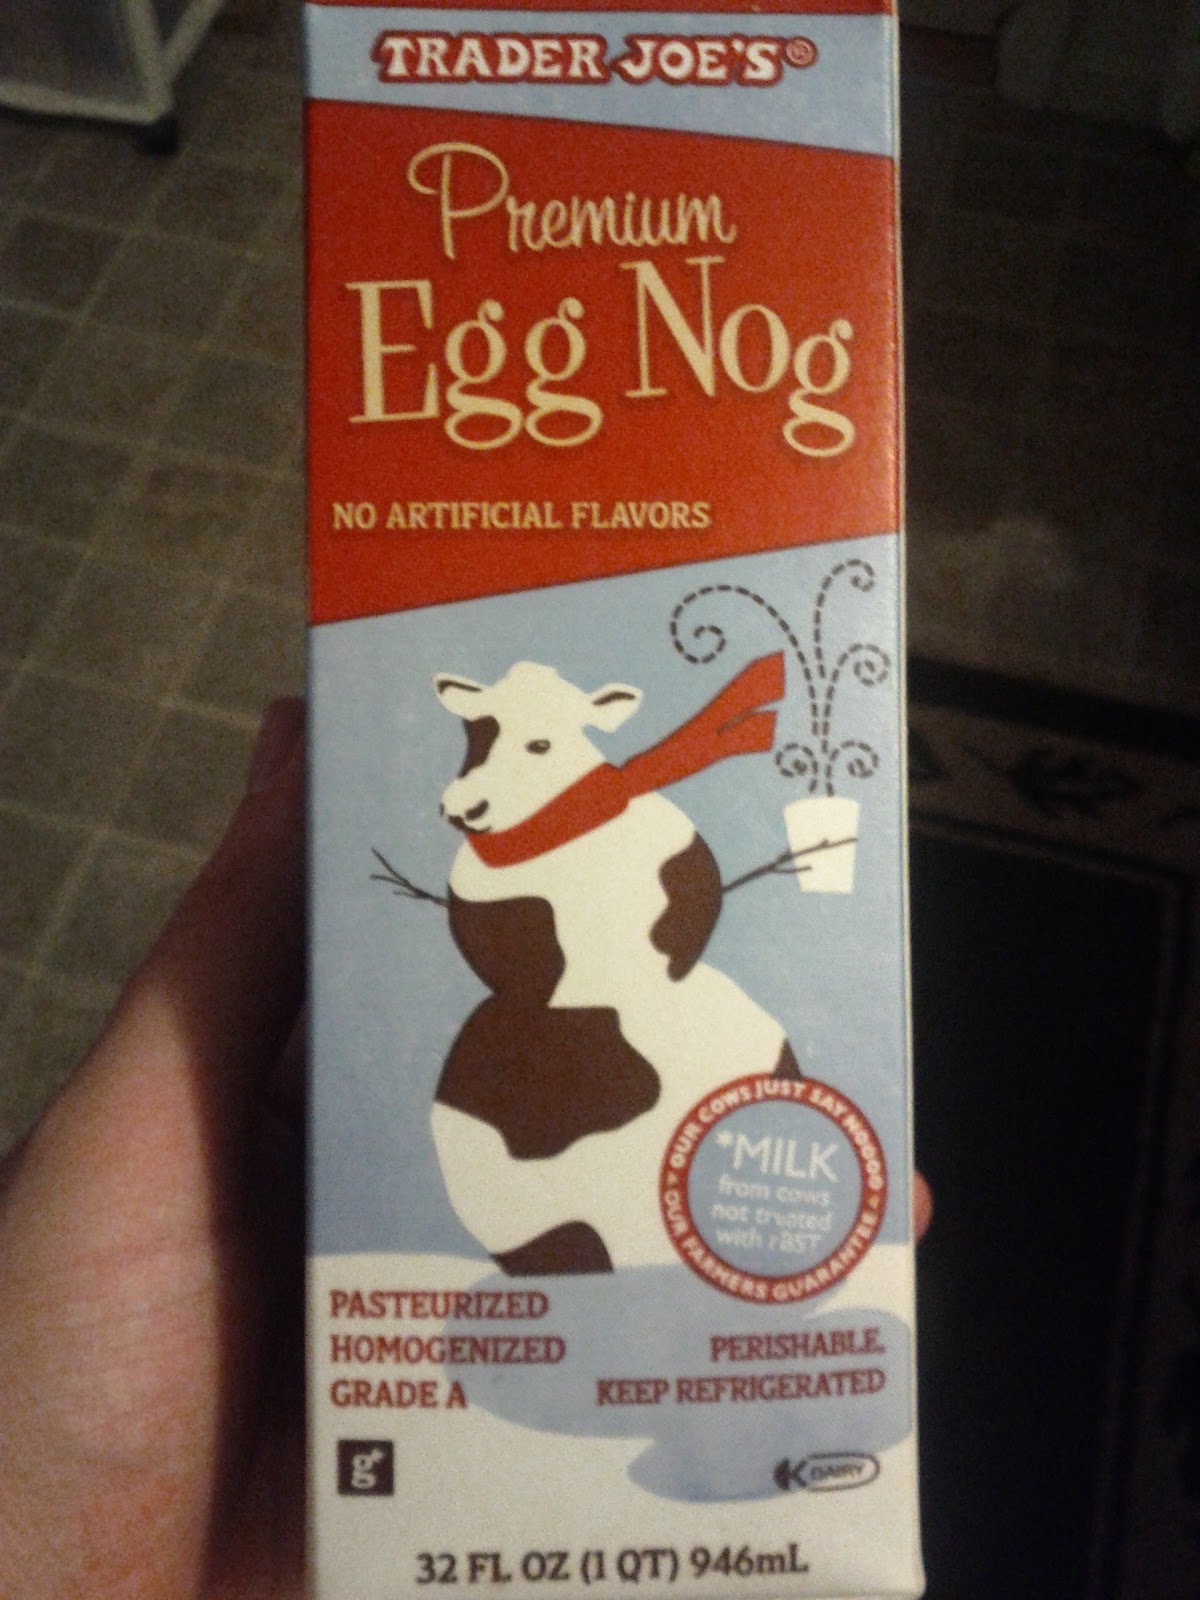 TRADER JOE'S®
Premium
Egg Nog
NO ARTIFICIAL FLAVORS
OUR COWS JUST SAY NOOOO
*MILK
from cows
not treated
with rBST
OUR FARMERS GUARANTEE
PASTEURIZED
HOMOGENIZED
GRADE A
PERISHABLE.
KEEP REFRIGERATED
g
K DAIRY
32 FL OZ (1 QT) 946mL